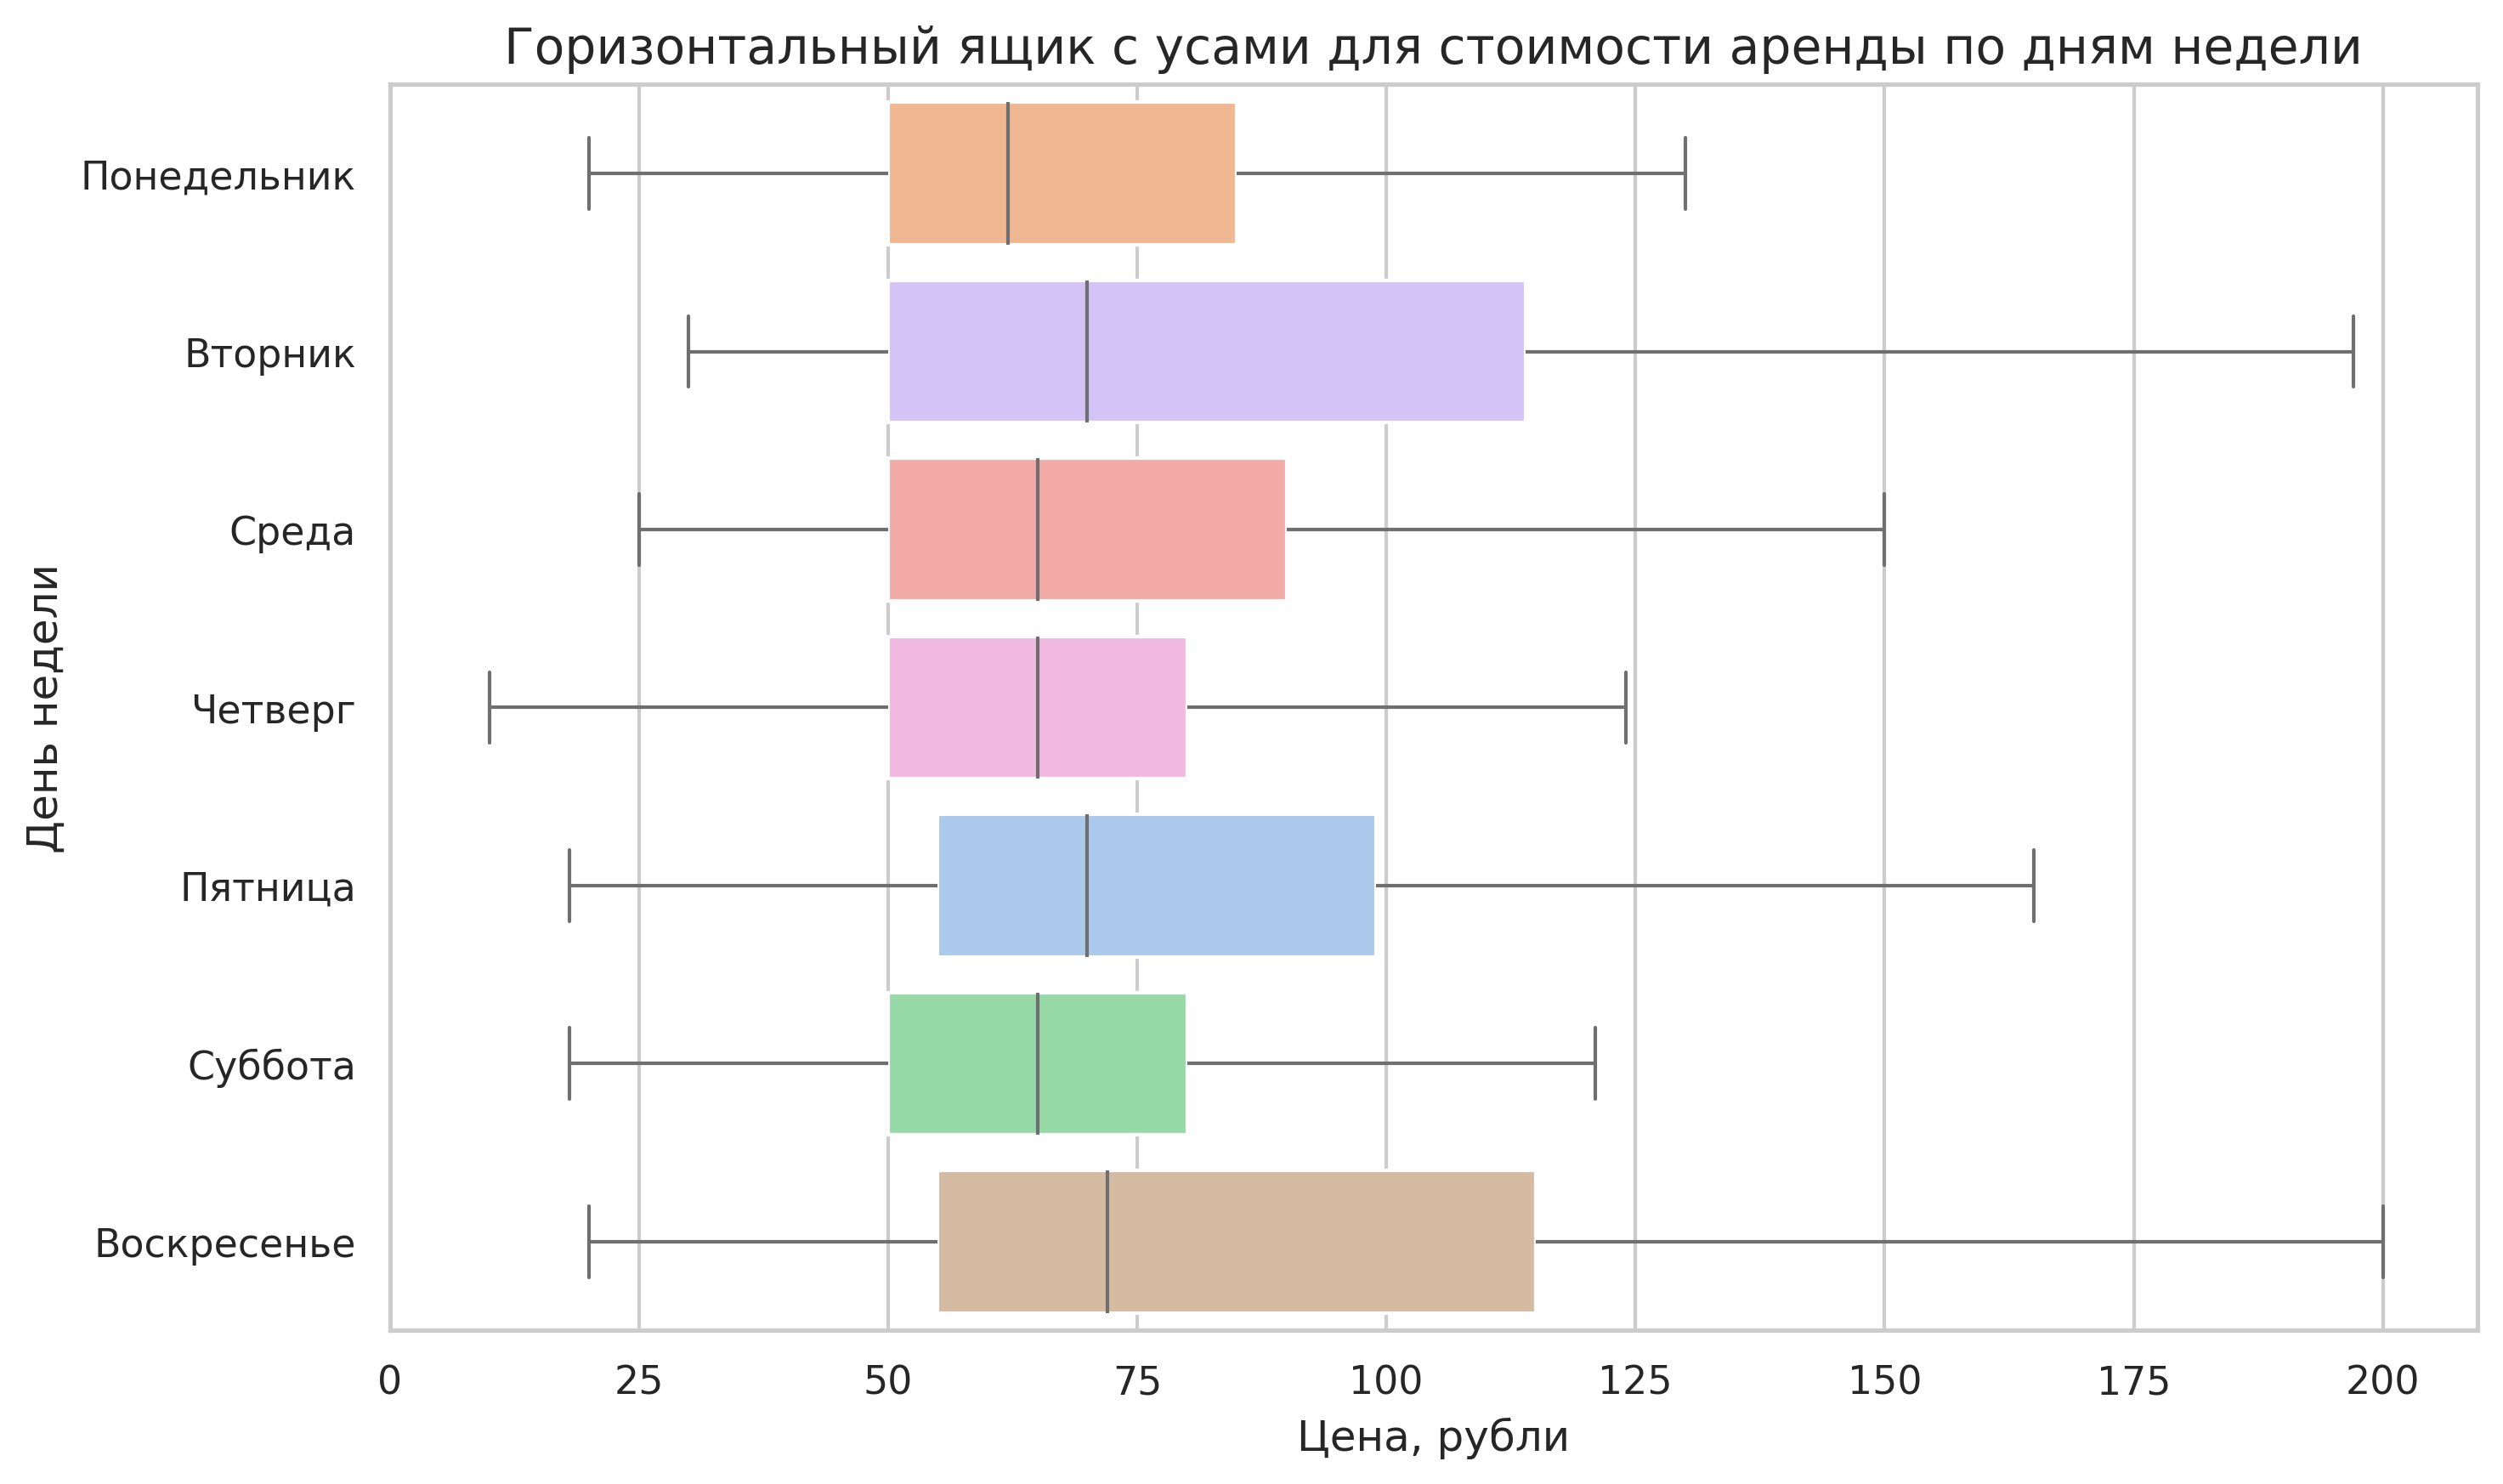 Горизонтальный ящик с усами для стоимости аренды по дням недели
День недели
Понедельник
Вторник
Среда
Четверг
Пятница
Суббота
Воскресенье
0 25 50 75 100 125 150 175 200
Цена, рубли